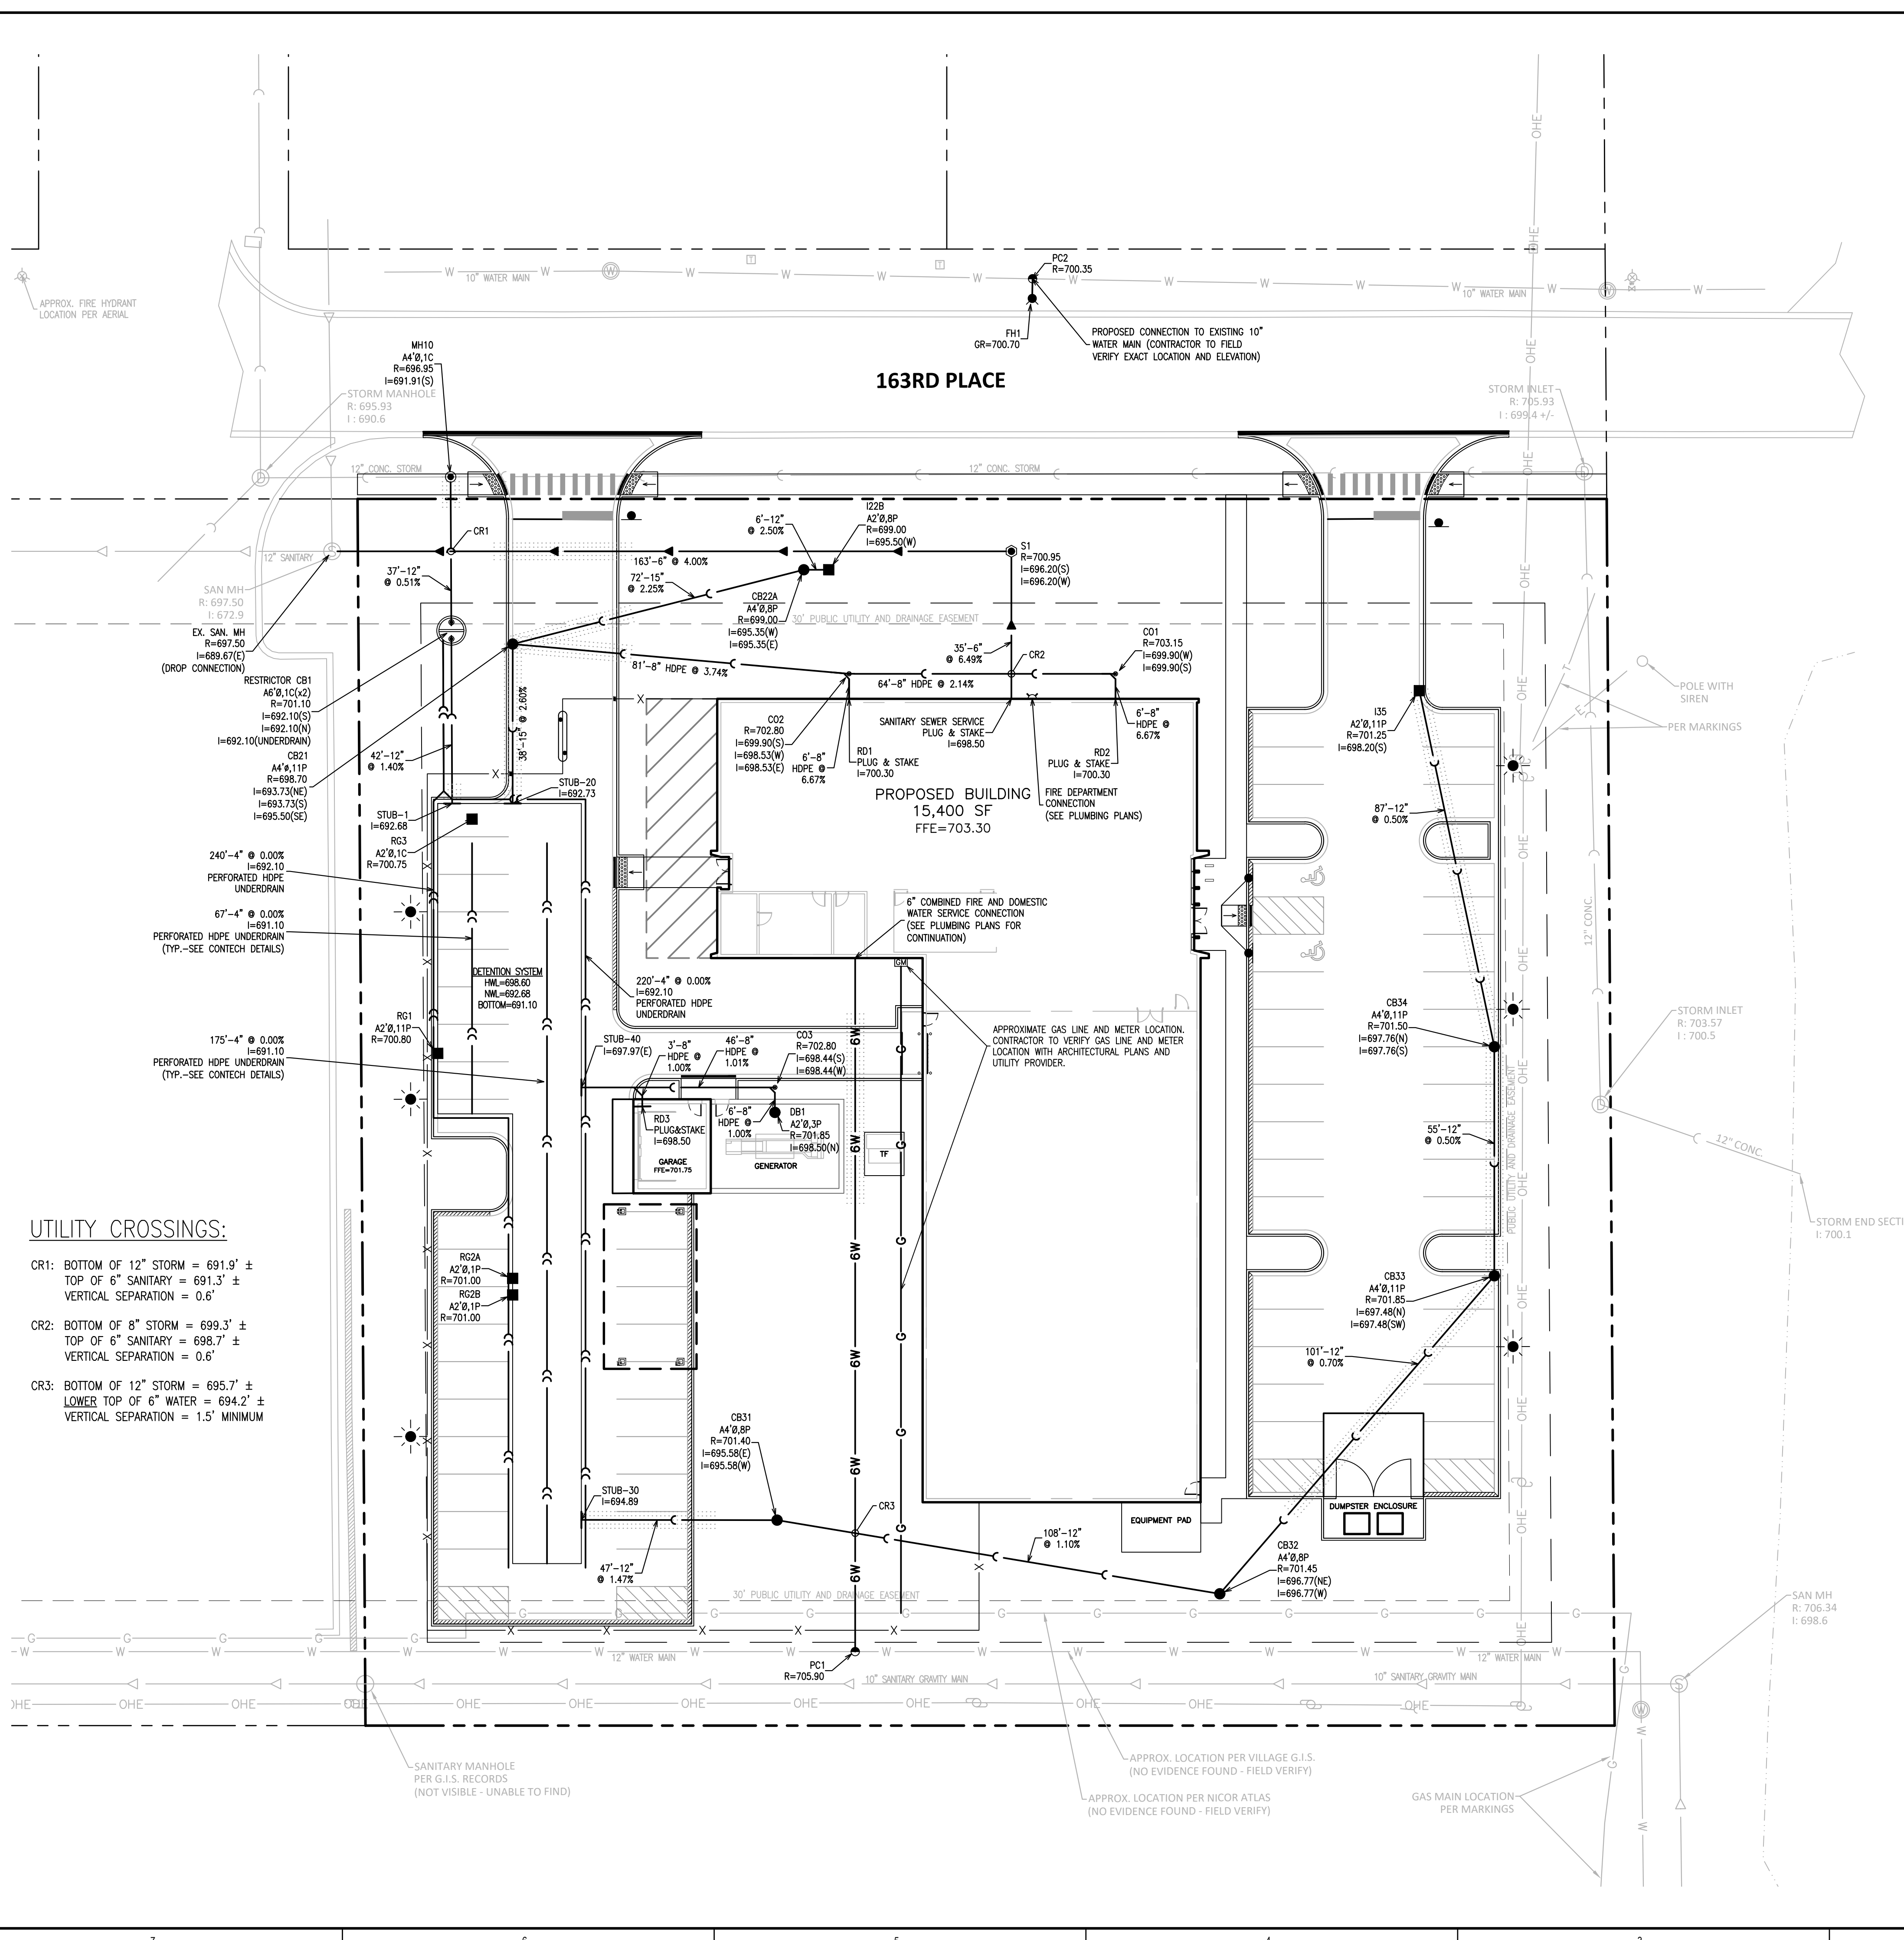 10" WATER MAIN
APPROX. FIRE HYDRANT
LOCATION PER AERIAL
PC2
R=700.35
10" WATER MAIN
FH1
GR=700.70
PROPOSED CONNECTION TO EXISTING 10"
WATER MAIN (CONTRACTOR TO FIELD
VERIFY EXACT LOCATION AND ELEVATION)
163RD PLACE
MH10
A4'Ø,1C
R=696.95
I=691.91(S)
STORM MANHOLE
R: 695.93
I : 690.6
STORM INLET
R: 705.93
I : 699.4 +/-
12" CONC. STORM
12" CONC. STORM
CR1
6'-12"
@ 2.50%
I22B
A2'Ø,8P
R=699.00
I=695.50(W)
12" SANITARY
163'-6" @ 4.00%
S1
R=700.95
I=696.20(S)
I=696.20(W)
37'-12"
@ 0.51%
72'-15"
@ 2.25%
SAN MH
R: 697.50
I: 672.9
CB22A
A4'Ø,8P
R=699.00
I=695.35(W)
I=695.35(E)
30' PUBLIC UTILITY AND DRAINAGE EASEMENT
EX. SAN. MH
R=697.50
I=689.67(E)
(DROP CONNECTION)
35'-6"
@ 6.49%
CR2
CO1
R=703.15
I=699.90(W)
I=699.90(S)
81'-8" HDPE @ 3.74%
64'-8" HDPE @ 2.14%
RESTRICTOR CB1
A6'Ø,1C(x2)
R=701.10
I=692.10(S)
I=692.10(N)
I=692.10(UNDERDRAIN)
38'-15" @ 2.60%
CO2
R=702.80
I=699.90(S)
I=698.53(W)
I=698.53(E)
SANITARY SEWER SERVICE
PLUG & STAKE
I=698.50
6'-8"
HDPE @
6.67%
I35
A2'Ø,11P
R=701.25
I=698.20(S)
POLE WITH
SIREN
PER MARKINGS
CB21
A4'ø,11P
R=698.70
I=693.73(NE)
I=693.73(S)
I=695.50(SE)
42'-12"
@ 1.40%
6'-8"
HDPE @
6.67%
RD1
PLUG & STAKE
I=700.30
RD2
PLUG & STAKE
I=700.30
STUB-20
I=692.73
PROPOSED BUILDING
15,400 SF
FFE=703.30
FIRE DEPARTMENT
CONNECTION
(SEE PLUMBING PLANS)
87'-12"
@ 0.50%
STUB-1
I=692.68
RG3
A2'Ø,1C
R=700.75
240'-4" @ 0.00%
I=692.10
PERFORATED HDPE
UNDERDRAIN
67'-4" @ 0.00%
I=691.10
PERFORATED HDPE UNDERDRAIN
(TYP.-SEE CONTECH DETAILS)
6" COMBINED FIRE AND DOMESTIC
WATER SERVICE CONNECTION
(SEE PLUMBING PLANS FOR
CONTINUATION)
12" CONC.
GM
DETENTION SYSTEM
HWL=698.60
NWL=692.68
BOTTOM=691.10
220'-4" @ 0.00%
I=692.10
PERFORATED HDPE
UNDERDRAIN
RG1
A2'Ø,11P
R=700.80
CB34
A4'Ø,11P
R=701.50
I=697.76(N)
I=697.76(S)
STORM INLET
R: 703.57
I : 700.5
175'-4" @ 0.00%
I=691.10
PERFORATED HDPE UNDERDRAIN
(TYP.-SEE CONTECH DETAILS)
STUB-40
I=697.97(E)
3'-8"
HDPE @
1.00%
46'-8"
HDPE @
1.01%
CO3
R=702.80
I=698.44(S)
I=698.44(W)
APPROXIMATE GAS LINE AND METER LOCATION.
CONTRACTOR TO VERIFY GAS LINE AND METER
LOCATION WITH ARCHITECTURAL PLANS AND
UTILITY PROVIDER.
PUBLIC UTILITY AND DRAINAGE EASEMENT
RD3
PLUG&STAKE
I=698.50
6'-8"
HDPE @
1.00%
DB1
A2'Ø,3P
R=701.85
I=698.50(N)
55'-12"
@ 0.50%
12" CONC.
GARAGE
FFE=701.75
GENERATOR
TF
STORM END SECTI
I: 700.1
UTILITY CROSSINGS:
CR1: BOTTOM OF 12" STORM = 691.9' ±
TOP OF 6" SANITARY = 691.3' ±
VERTICAL SEPARATION = 0.6'
CR2: BOTTOM OF 8" STORM = 699.3' ±
TOP OF 6" SANITARY = 698.7' ±
VERTICAL SEPARATION = 0.6'
CR3: BOTTOM OF 12" STORM = 695.7' ±
LOWER TOP OF 6" WATER = 694.2' ±
VERTICAL SEPARATION = 1.5' MINIMUM
RG2A
A2'Ø,1P
R=701.00
RG2B
A2'Ø,1P
R=701.00
CB33
A4'Ø,11P
R=701.85
I=697.48(N)
I=697.48(SW)
101'-12"
@ 0.70%
CB31
A4'Ø,8P
R=701.40
I=695.58(E)
I=695.58(W)
STUB-30
I=694.89
CR3
EQUIPMENT PAD
DUMPSTER ENCLOSURE
108'-12"
@ 1.10%
CB32
A4'Ø,8P
R=701.45
I=696.77(NE)
I=696.77(W)
47'-12"
@ 1.47%
30' PUBLIC UTILITY AND DRAINAGE EASEMENT
SAN MH
R: 706.34
I: 698.6
12" WATER MAIN
12" WATER MAIN
PC1
R=705.90
10" SANITARY GRAVITY MAIN
10" SANITARY GRAVITY MAIN
SANITARY MANHOLE
PER G.I.S. RECORDS
(NOT VISIBLE - UNABLE TO FIND)
APPROX. LOCATION PER VILLAGE G.I.S.
(NO EVIDENCE FOUND - FIELD VERIFY)
APPROX. LOCATION PER NICOR ATLAS
(NO EVIDENCE FOUND - FIELD VERIFY)
GAS MAIN LOCATION
PER MARKINGS